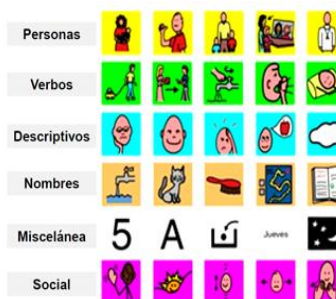 Personas
Verbos
Descriptivos
Nombres
Miscelánea 5 A Jueves
Social